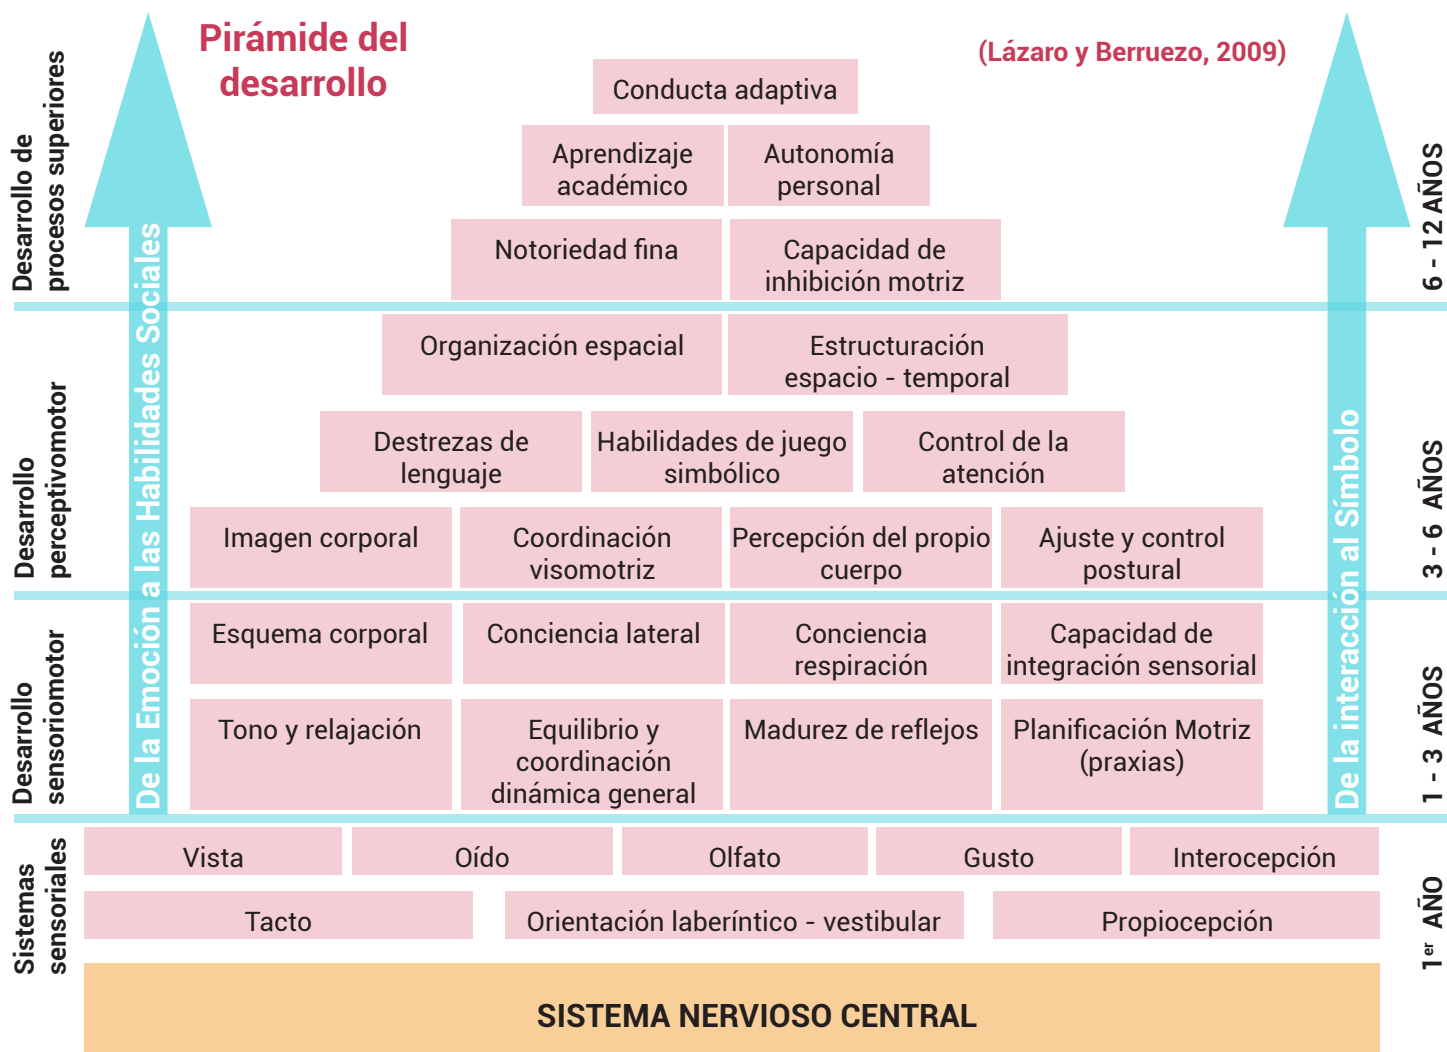 Pirámide del
desarrollo
(Lázaro y Berruezo, 2009)
Desarrollo de
procesos superiores
6 - 12 AÑOS
Conducta adaptiva
Aprendizaje
académico
Autonomía
personal
Notoriedad fina
Capacidad de
inhibición motriz
De la Emoción a las Habilidades Sociales
De la interacción al Símbolo
Desarrollo
perceptivomotor
3 - 6 AÑOS
Organización espacial
Estructuración
espacio - temporal
Destrezas de
lenguaje
Habilidades de juego
simbólico
Control de la
atención
Imagen corporal
Coordinación
visomotriz
Percepción del propio
cuerpo
Ajuste y control
postural
Desarrollo
sensoriomotor
1 - 3 AÑOS
Esquema corporal
Conciencia lateral
Conciencia
respiración
Capacidad de
integración sensorial
Tono y relajación
Equilibrio y
coordinación
dinámica general
Madurez de reflejos
Planificación Motriz
(praxias)
Sistemas
sensoriales
1er AÑO
Vista
Oído
Olfato
Gusto
Interocepción
Tacto
Orientación laberíntico - vestibular
Propiocepción
SISTEMA NERVIOSO CENTRAL